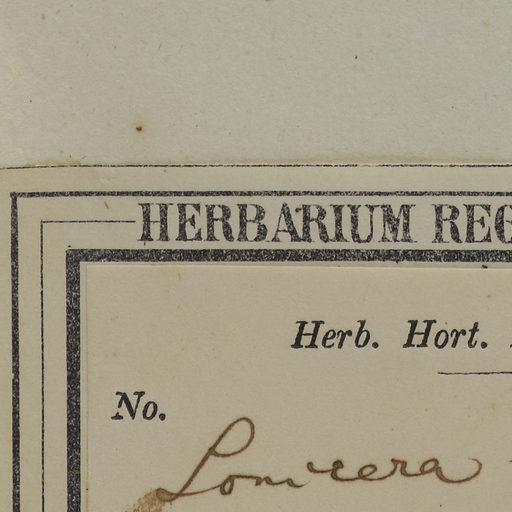 HERBARIUM REG
Herb. Hort.
No.
Lonicera